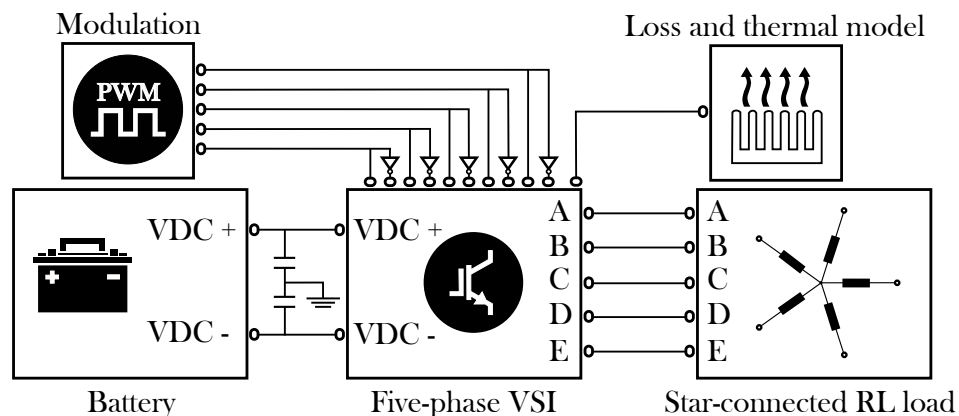 Modulation
Loss and thermal model
PWM
VDC +
VDC +
A
A
B
B
C
C
D
D
VDC -
VDC -
E
E
Battery
Five-phase VSI
Star-connected RL load